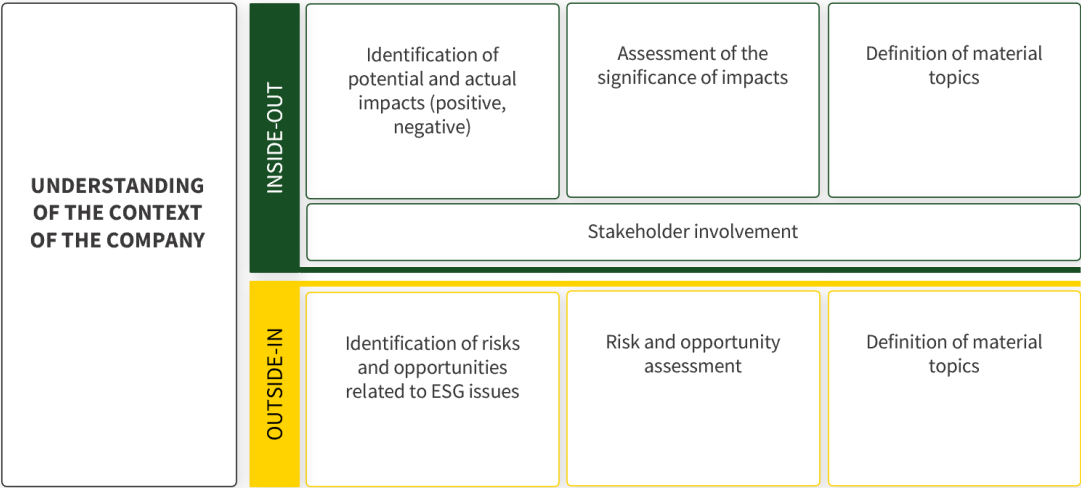 UNDERSTANDING
OF THE CONTEXT
OF THE COMPANY
INSIDE-OUT
Identification of
potential and actual
impacts (positive,
negative)
Assessment of the
significance of impacts
Definition of material
topics
Stakeholder involvement
OUTSIDE-IN
Identification of risks
and opportunities
related to ESG issues
Risk and opportunity
assessment
Definition of material
topics